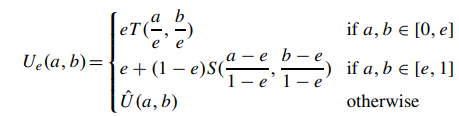 eT(a/e, b/e) if a, b ∈ [0, e]
U_e(a, b) = { e + (1 − e)S((a − e)/(1 − e), (b − e)/(1 − e)) if a, b ∈ [e, 1]
Û(a, b) otherwise